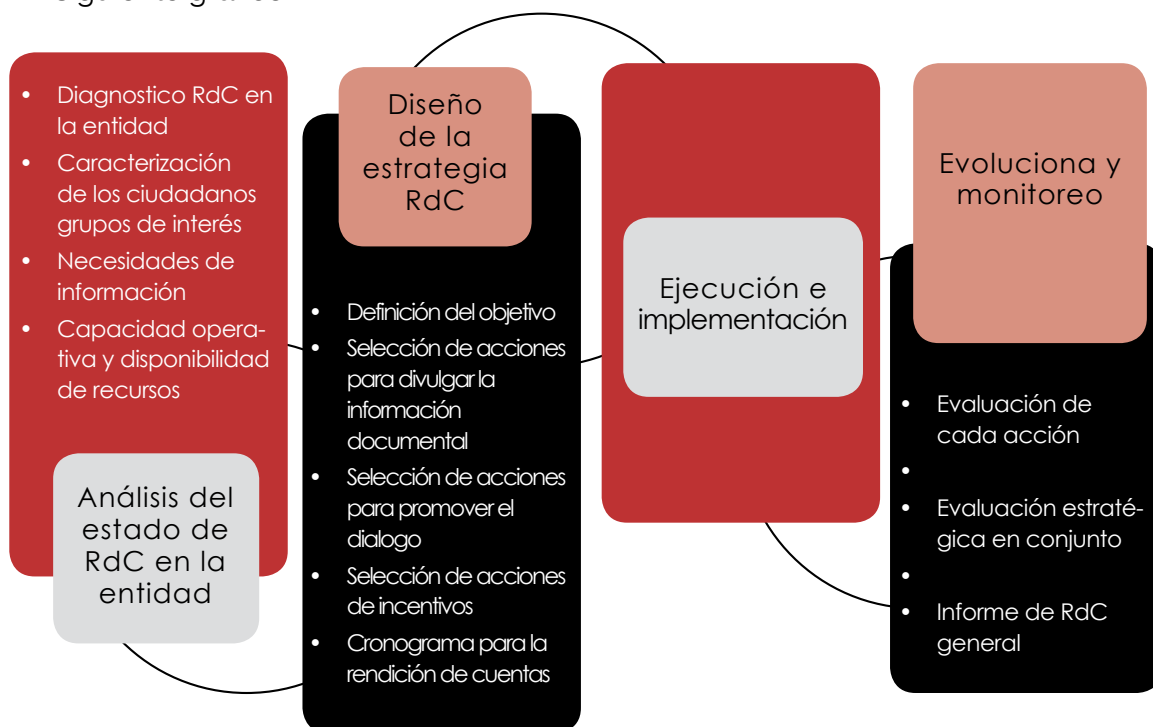 • Diagnostico RdC en
la entidad
• Caracterización
de los ciudadanos
grupos de interés
• Necesidades de
información
• Capacidad opera-
tiva y disponibilidad
de recursos
Análisis del
estado de
RdC en la
entidad
Diseño
de la
estrategia
RdC
• Definición del objetivo
• Selección de acciones
para divulgar la
información
documental
• Selección de acciones
para promover el
dialogo
• Selección de acciones
de incentivos
• Cronograma para la
rendición de cuentas
Ejecución e
implementación
Evoluciona y
monitoreo
• Evaluación de
cada acción
•
• Evaluación estraté-
gica en conjunto
•
• Informe de RdC
general